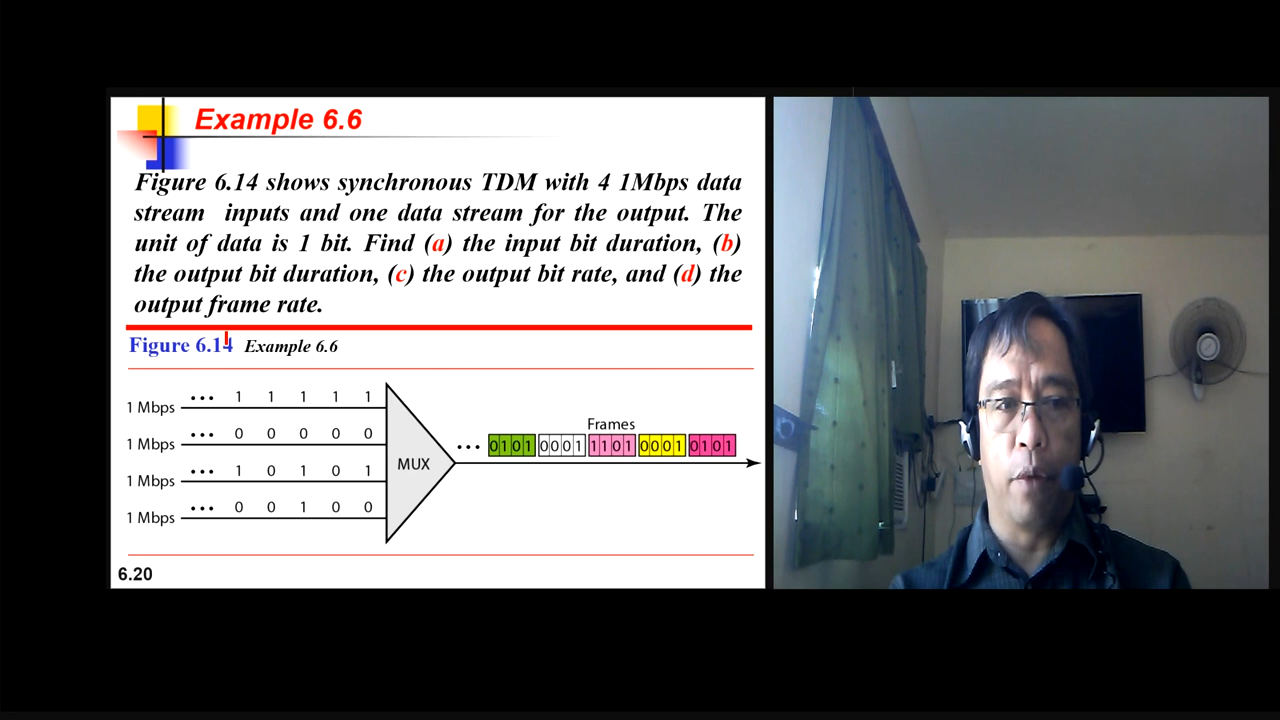 Example 6.6
Figure 6.14 shows synchronous TDM with 4 1Mbps data
stream inputs and one data stream for the output. The
unit of data is 1 bit. Find (a) the input bit duration, (b)
the output bit duration, (c) the output bit rate, and (d) the
output frame rate.
Figure 6.14 Example 6.6
1 Mbps ••• 1 1 1 1 1
1 Mbps ••• 0 0 0 0 0
1 Mbps ••• 1 0 1 0 1
1 Mbps ••• 0 0 1 0 0
MUX
Frames
••• 0101 0001 1101 0001 0101
6.20